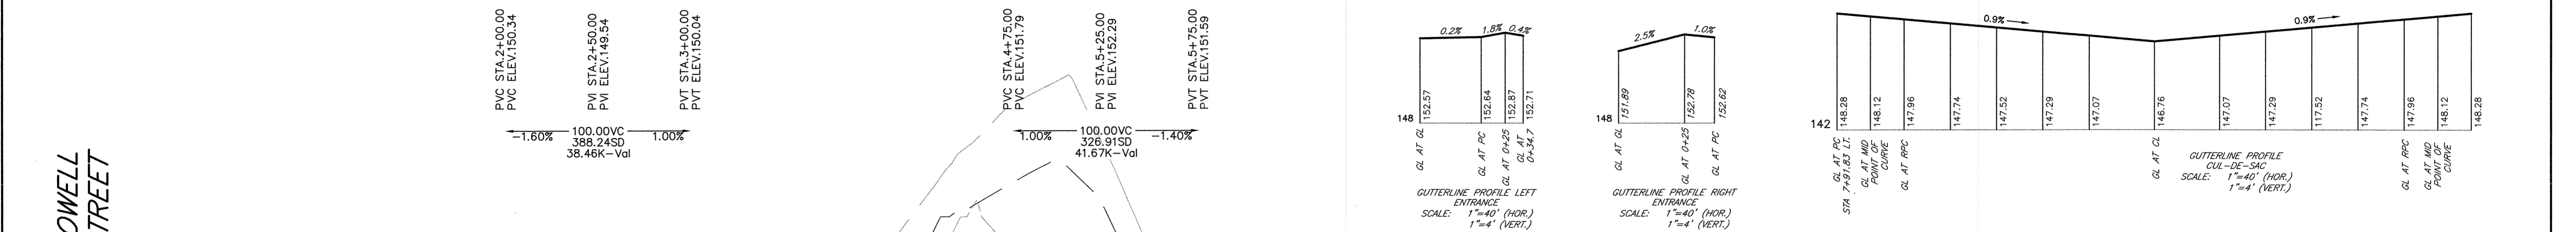 OWELL
TREET
PVC STA.2+00.00
PVC ELEV.150.34
PVI STA.2+50.00
PVI ELEV.149.54
PVT STA.3+00.00
PVT ELEV.150.04
-1.60%
100.00VC
1.00%
388.24SD
38.46K-Val
PVC STA.4+75.00
PVC ELEV.151.79
PVI STA.5+25.00
PVI ELEV.152.29
PVT STA.5+75.00
PVT ELEV.151.59
1.00%
100.00VC
-1.40%
326.91SD
41.67K-Val
0.2%
1.8%
0.4%
148
152.57
152.64
152.87
152.71
GL AT GL
GL AT PC
GL AT 0+25
GL AT
0+34.7
GUTTERLINE PROFILE LEFT
ENTRANCE
SCALE: 1"=40' (HOR.)
1"=4' (VERT.)
2.5%
1.0%
148
151.89
152.78
152.62
GL AT GL
GL AT 0+25
GL AT PC
GUTTERLINE PROFILE RIGHT
ENTRANCE
SCALE: 1"=40' (HOR.)
1"=4' (VERT.)
0.9%
0.9%
142
148.28
148.12
147.96
147.74
147.52
147.29
147.07
146.76
147.07
147.29
117.52
147.74
147.96
148.12
148.28
GL AT PC
STA 7+91.83 LT.
GL AT MID
POINT OF
CURVE
GL AT RPC
GL AT CL
GUTTERLINE PROFILE
CUL-DE-SAC
SCALE: 1"=40' (HOR.)
1"=4' (VERT.)
GL AT RPC
GL AT MID
POINT OF
CURVE